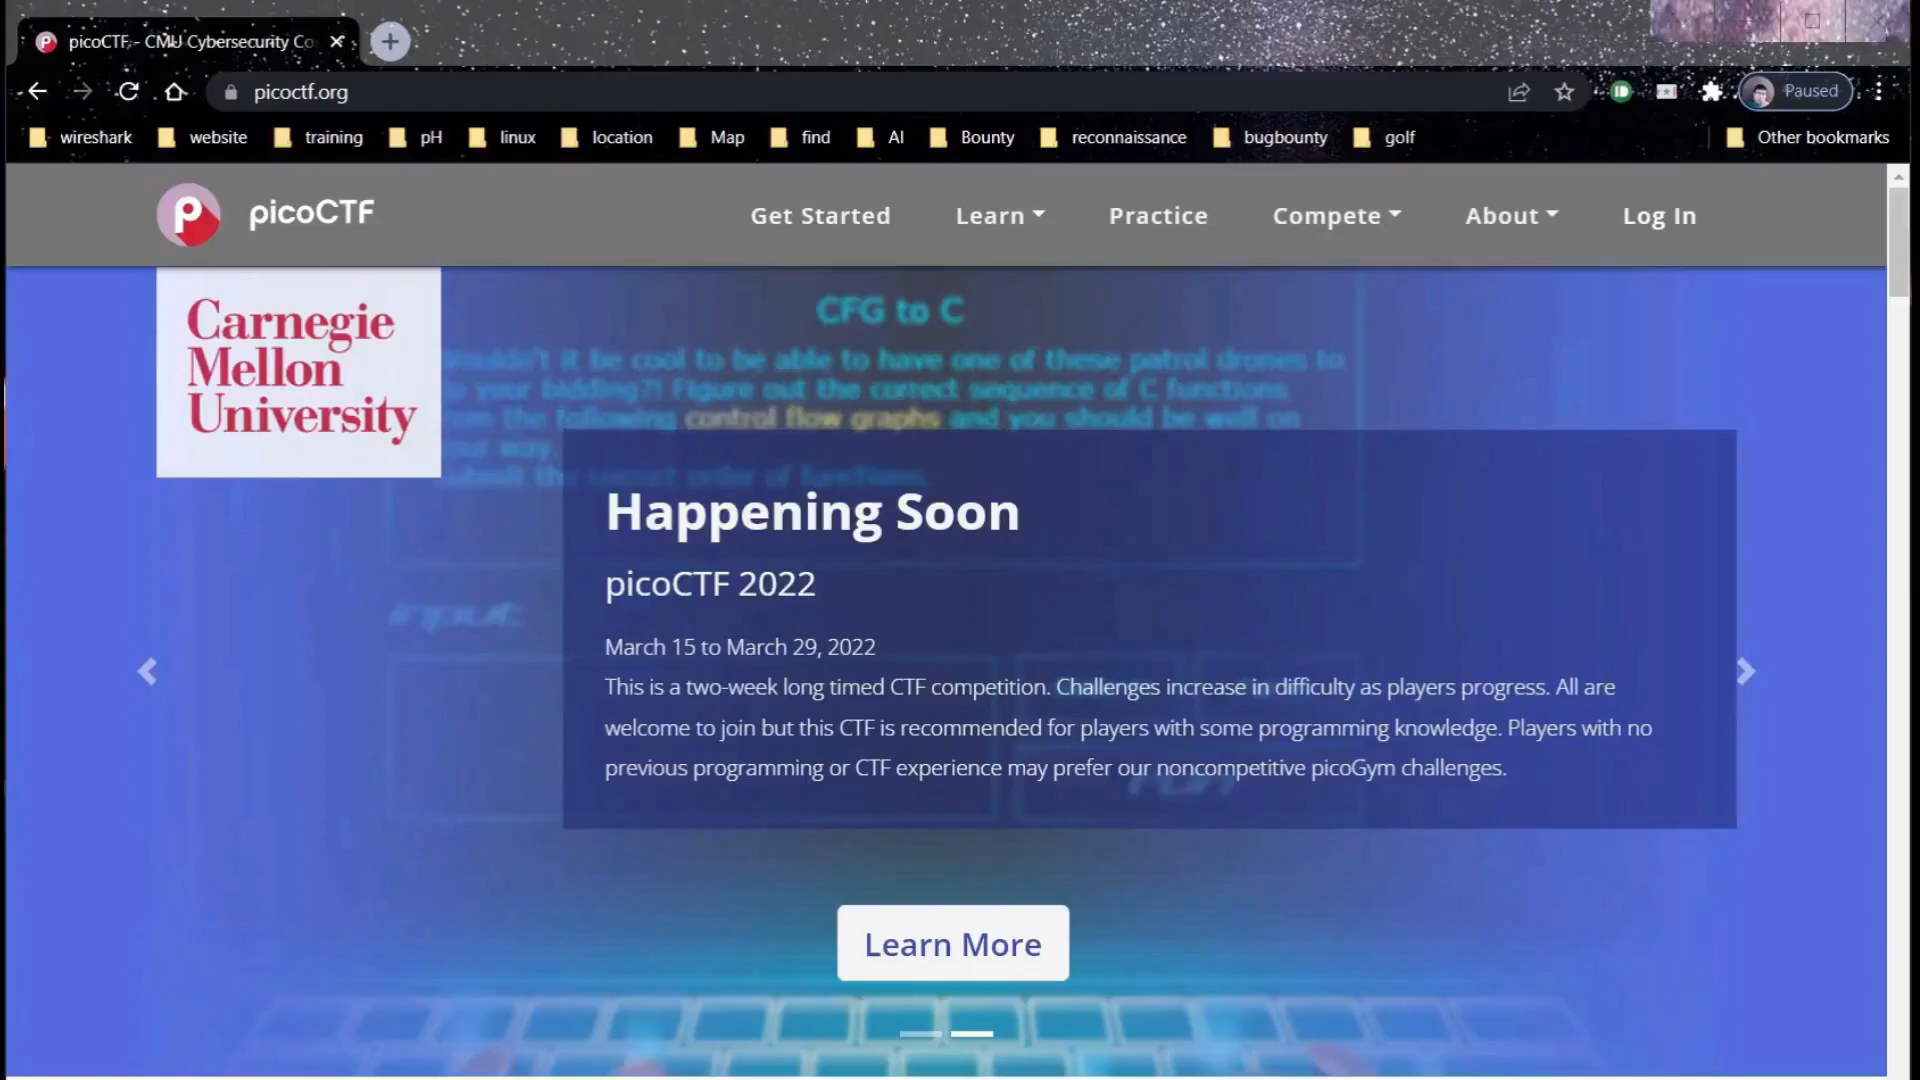 picoCTF - CMU Cybersecurity Co
picoctf.org
Paused
wireshark website training pH linux location Map find AI Bounty reconnaissance bugbounty golf Other bookmarks
picoCTF
Get Started Learn Practice Compete About Log In
Carnegie
Mellon
University
CFG to C
Wouldn't it be cool to be able to have one of these patrol drones to
your bidding?! Figure out the correct sequence of C functions
the following control flow graphs and you should be well on
way.
the correct order of functions.
Happening Soon
picoCTF 2022
input
March 15 to March 29, 2022
This is a two-week long timed CTF competition. Challenges increase in difficulty as players progress. All are
welcome to join but this CTF is recommended for players with some programming knowledge. Players with no
previous programming or CTF experience may prefer our noncompetitive picoGym challenges.
Learn More